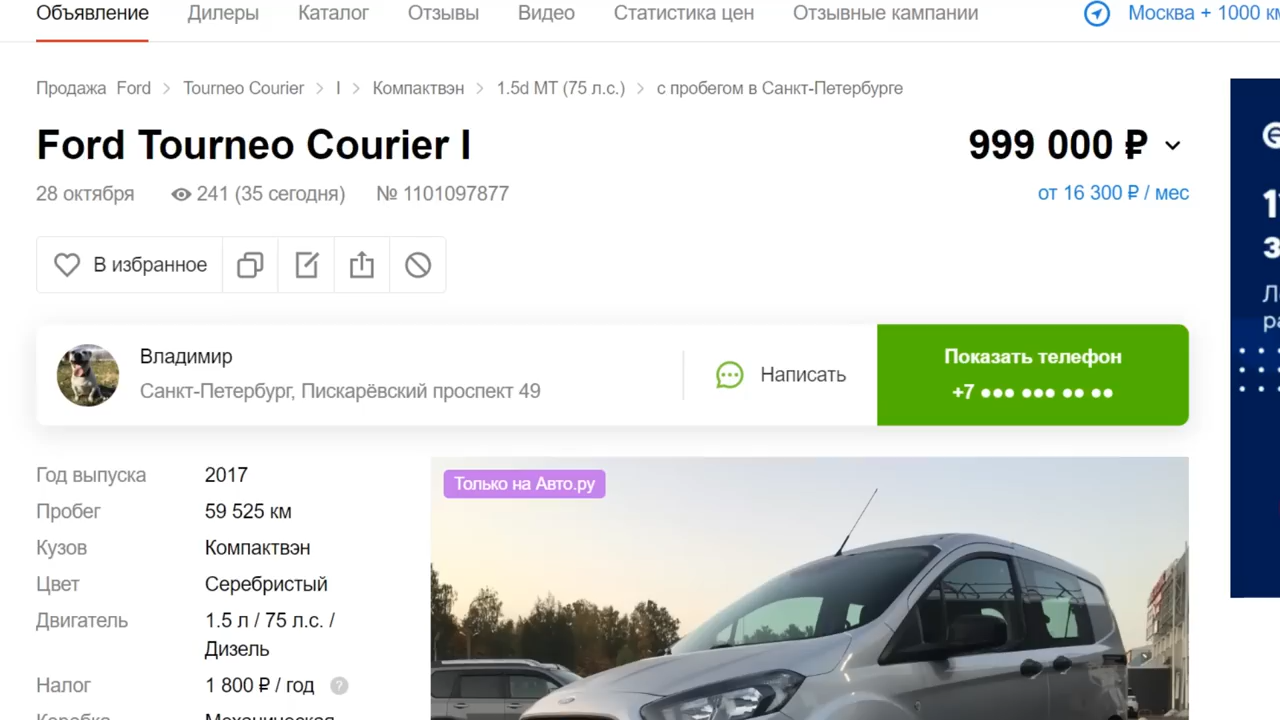 Объявление Дилеры Каталог Отзывы Видео Статистика цен Отзывные кампании Москва + 1000
Продажа Ford > Tourneo Courier > I > Компактвэн > 1.5d MT (75 л.с.) > с пробегом в Санкт-Петербурге
Ford Tourneo Courier I
999 000 ₽
28 октября 241 (35 сегодня) № 1101097877
от 16 300 ₽ / мес
В избранное
Владимир
Санкт-Петербург, Пискарёвский проспект 49
Написать
Показать телефон
+7 ●●● ●●● ●● ●●
Год выпуска 2017
Пробег 59 525 км
Кузов Компактвэн
Цвет Серебристый
Двигатель 1.5 л / 75 л.с. /
Дизель
Налог 1 800 ₽ / год ?
Коробка Механическая
Только на Авто.ру